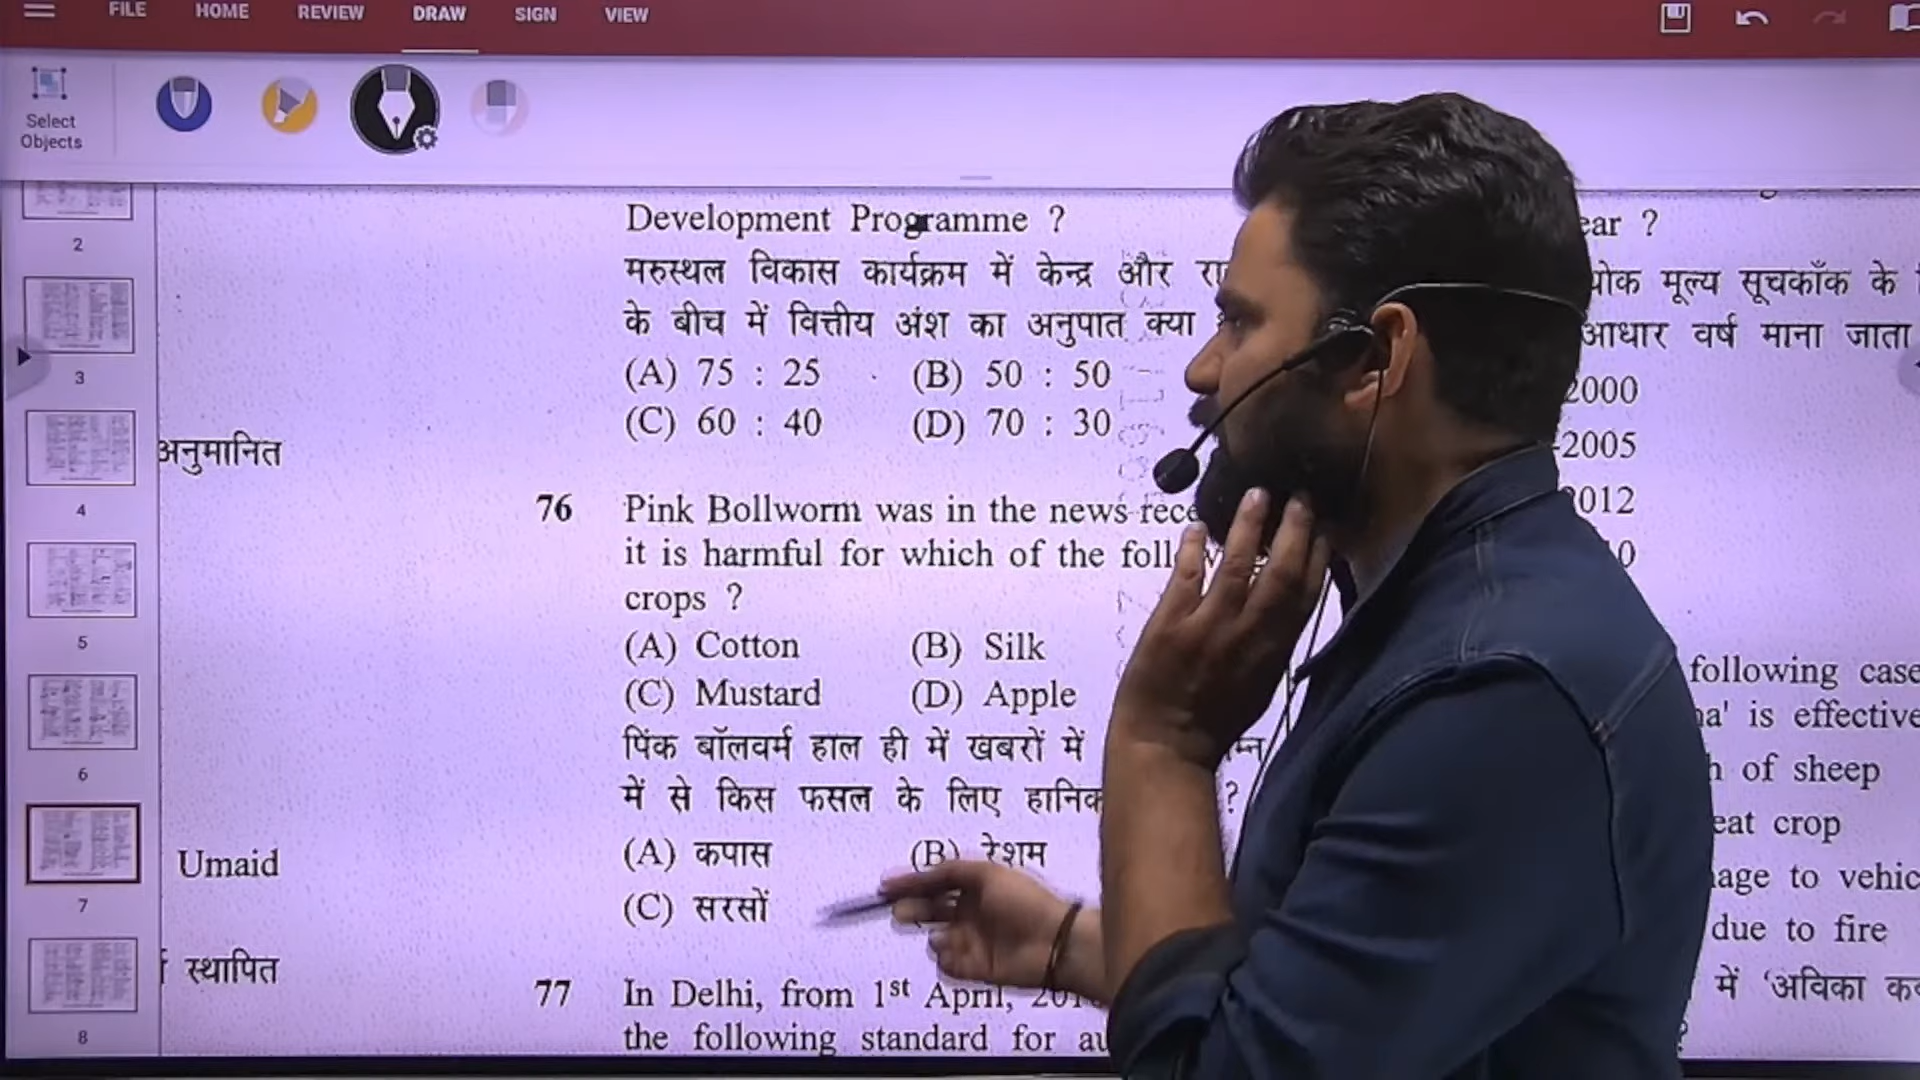 FILE HOME REVIEW DRAW SIGN VIEW
Select
Objects
2
3
4
5
6
7
8
अनुमानित
Umaid
स्थापित
Development Programme ?
मरुस्थल विकास कार्यक्रम में केन्द्र और
के बीच में वित्तीय अंश का अनुपात क्या
(A) 75 : 25 (B) 50 : 50
(C) 60 : 40 (D) 70 : 30
76 Pink Bollworm was in the news
it is harmful for which of the
crops ?
(A) Cotton (B) Silk
(C) Mustard (D) Apple
पिंक बॉलवर्म हाल ही में खबरों में
में से किस फसल के लिए ?
(A) कपास (B) रेशम
(C) सरसों
77 In Delhi, from 1st April,
the following standard for
?
मूल्य सूचकाँक के
आधार वर्ष माना जाता
2000
2005
2012
following
is effective
of sheep
crop
to
due to fire
में 'अविका
?